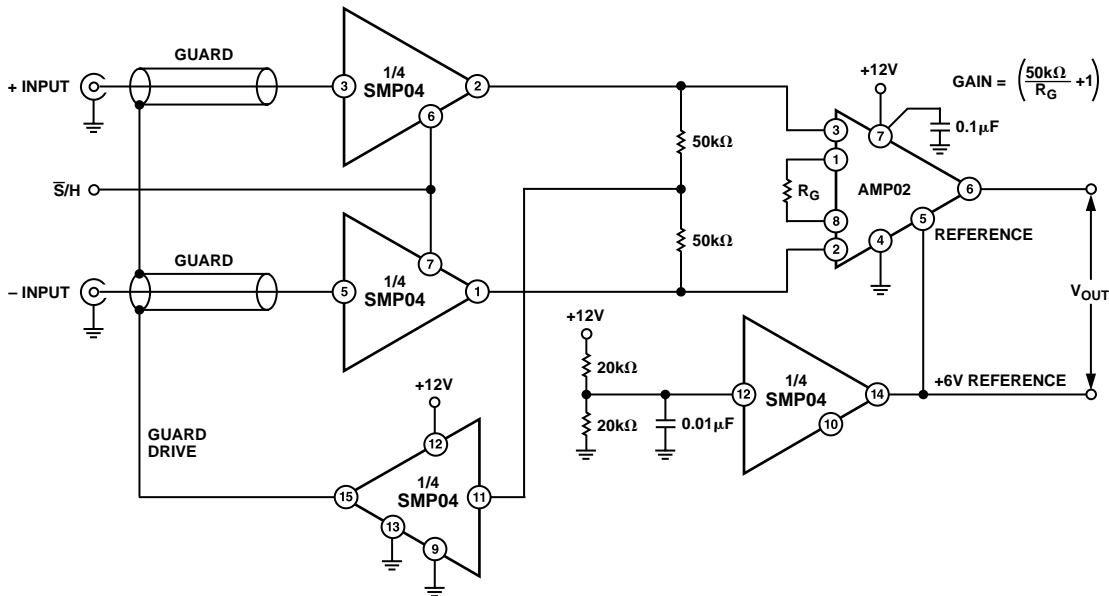 GUARD
+ INPUT
3
1/4
SMP04
2
6
S̅/H
GUARD
– INPUT
5
7
1/4
SMP04
1
50kΩ
50kΩ
+12V
GAIN = (50kΩ/RG +1)
7
0.1μF
3
1
RG
8
2
AMP02
6
5
4
REFERENCE
VOUT
+12V
20kΩ
20kΩ
0.01μF
12
1/4
SMP04
14
10
+6V REFERENCE
+12V
12
1/4
SMP04
11
15
13
9
GUARD
DRIVE